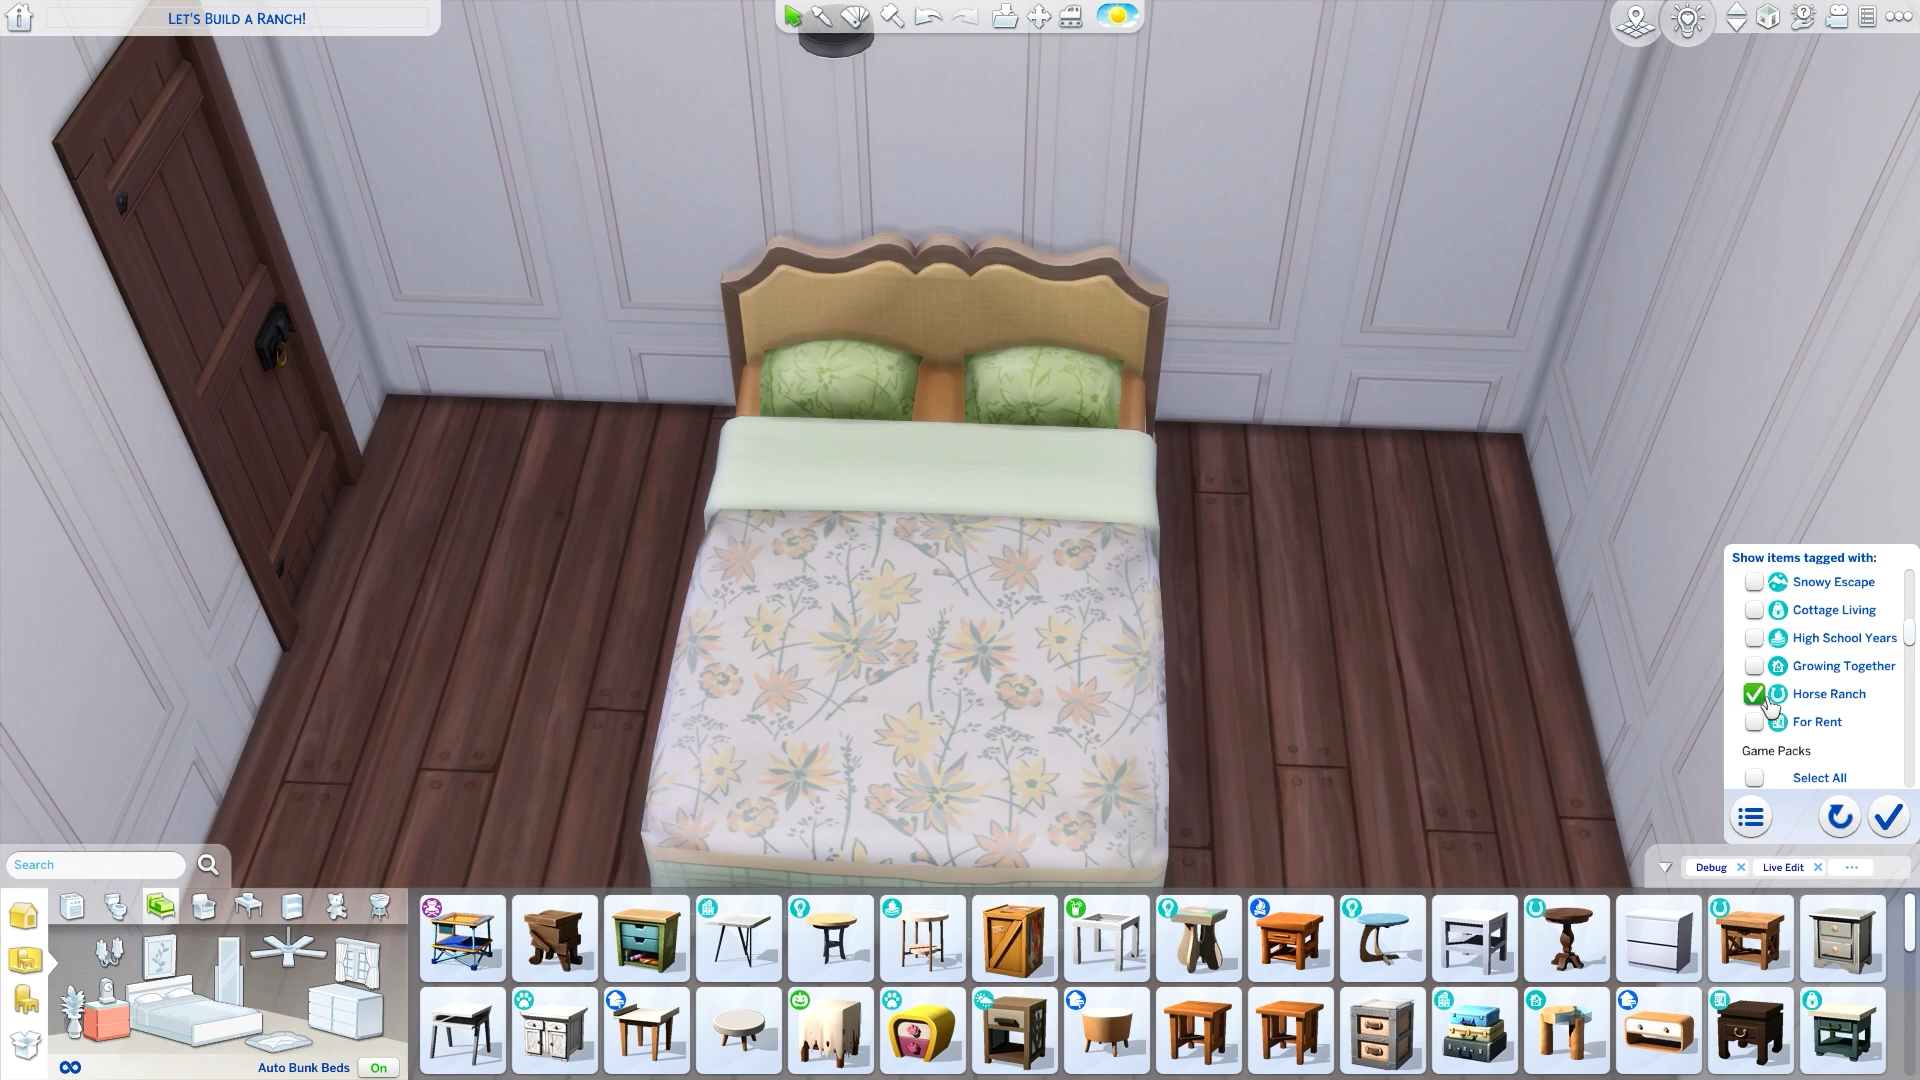 LET'S BUILD A RANCH!
Show items tagged with:
Snowy Escape
Cottage Living
High School Years
Growing Together
Horse Ranch
For Rent
Game Packs
Select All
Search
Debug
Live Edit
...
Auto Bunk Beds On